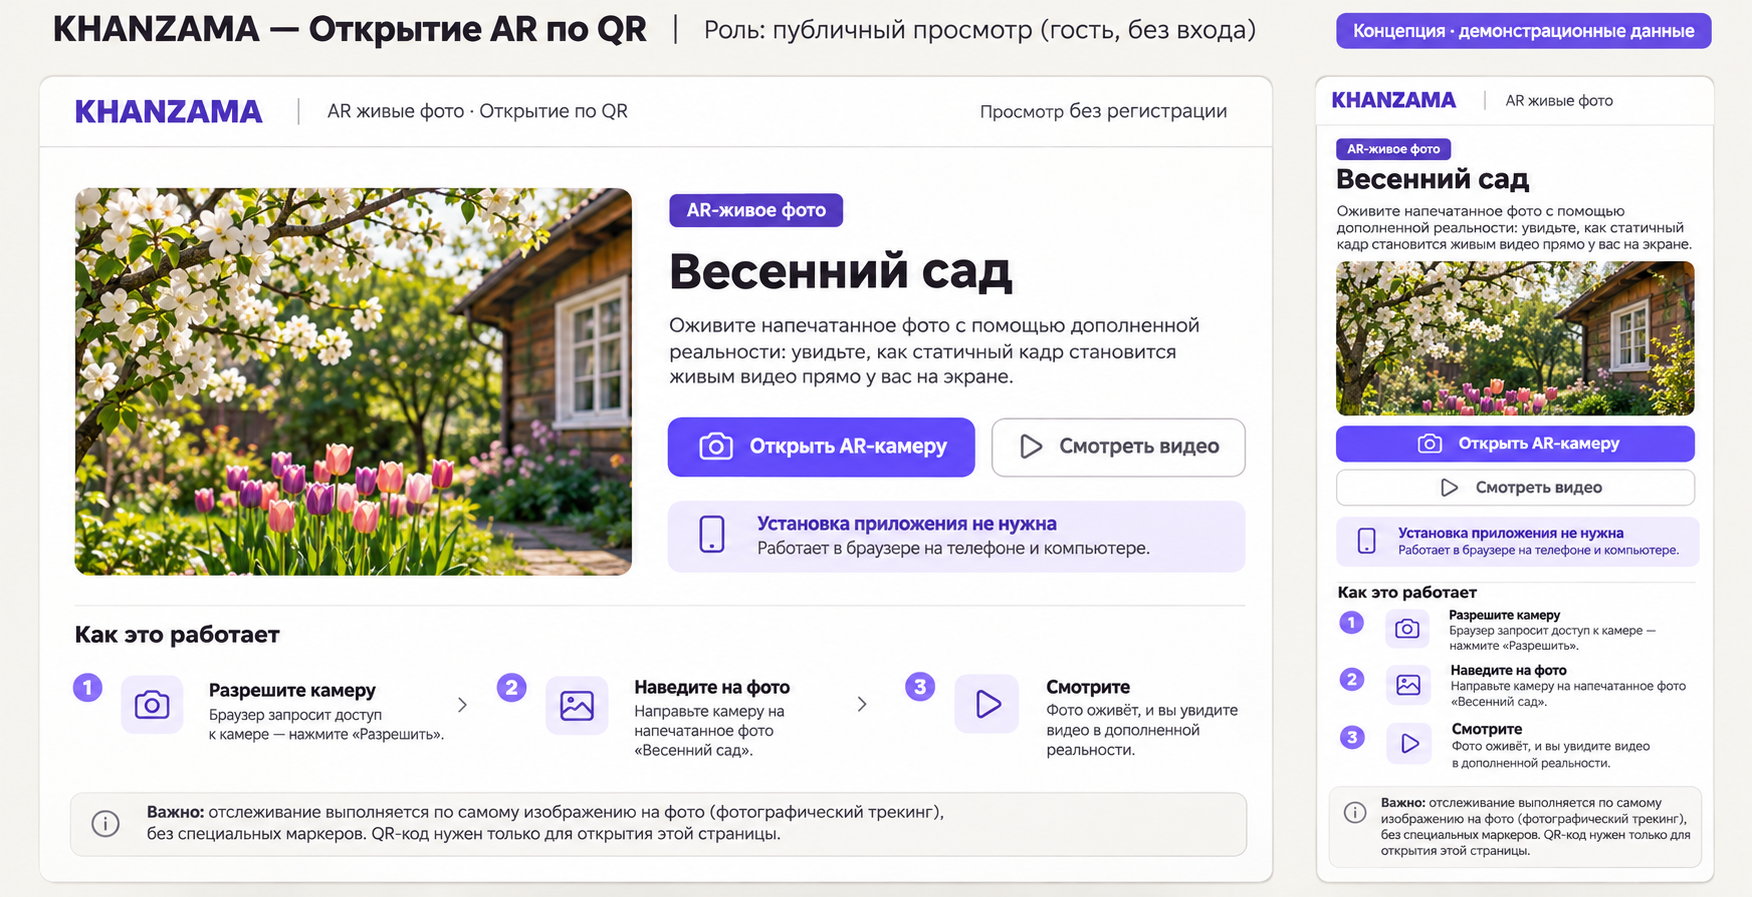 KHANZAMA — Открытие AR по QR | Роль: публичный просмотр (гость, без входа)
Концепция · демонстрационные данные
KHANZAMA | AR живые фото · Открытие по QR
Просмотр без регистрации
AR-живое фото
Весенний сад
Оживите напечатанное фото с помощью дополненной
реальности: увидьте, как статичный кадр становится
живым видео прямо у вас на экране.
Открыть AR-камеру
Смотреть видео
Установка приложения не нужна
Работает в браузере на телефоне и компьютере.
Как это работает
1
Разрешите камеру
Браузер запросит доступ
к камере — нажмите «Разрешить».
2
Наведите на фото
Направьте камеру на
напечатанное фото
«Весенний сад».
3
Смотрите
Фото оживёт, и вы увидите
видео в дополненной
реальности.
Важно: отслеживание выполняется по самому изображению на фото (фотографический трекинг),
без специальных маркеров. QR-код нужен только для открытия этой страницы.
KHANZAMA | AR живые фото
AR-живое фото
Весенний сад
Оживите напечатанное фото с помощью
дополненной реальности: увидьте, как статичный
кадр становится живым видео прямо у вас на экране.
Открыть AR-камеру
Смотреть видео
Установка приложения не нужна
Работает в браузере на телефоне и компьютере.
Как это работает
1
Разрешите камеру
Браузер запросит доступ к камере —
нажмите «Разрешить».
2
Наведите на фото
Направьте камеру на напечатанное фото
«Весенний сад».
3
Смотрите
Фото оживёт, и вы увидите видео
в дополненной реальности.
Важно: отслеживание выполняется по самому
изображению на фото (фотографический трекинг),
без специальных маркеров. QR-код нужен только для
открытия этой страницы.